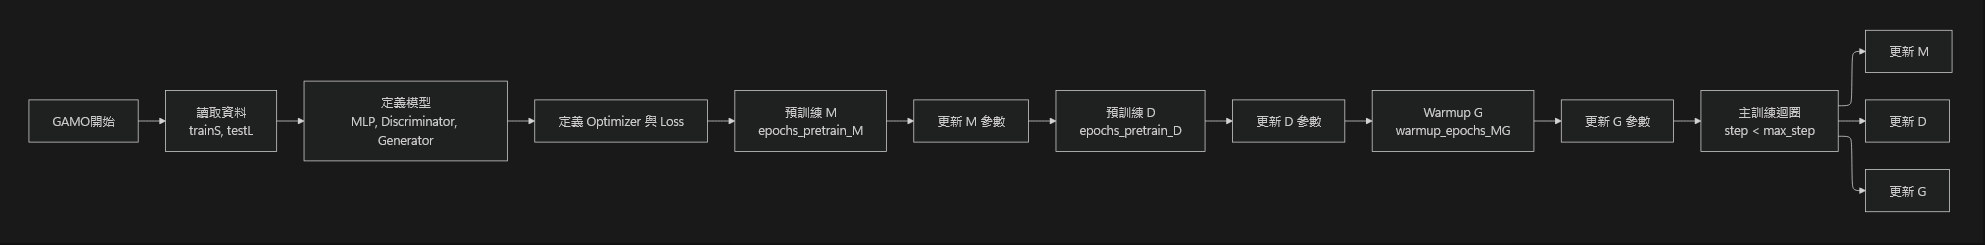 GAMO開始
讀取資料
trainS, testL
定義模型
MLP, Discriminator,
Generator
定義 Optimizer 與 Loss
預訓練 M
epochs_pretrain_M
更新 M 參數
預訓練 D
epochs_pretrain_D
更新 D 參數
Warmup G
warmup_epochs_MG
更新 G 參數
主訓練迴圈
step < max_step
更新 M
更新 D
更新 G